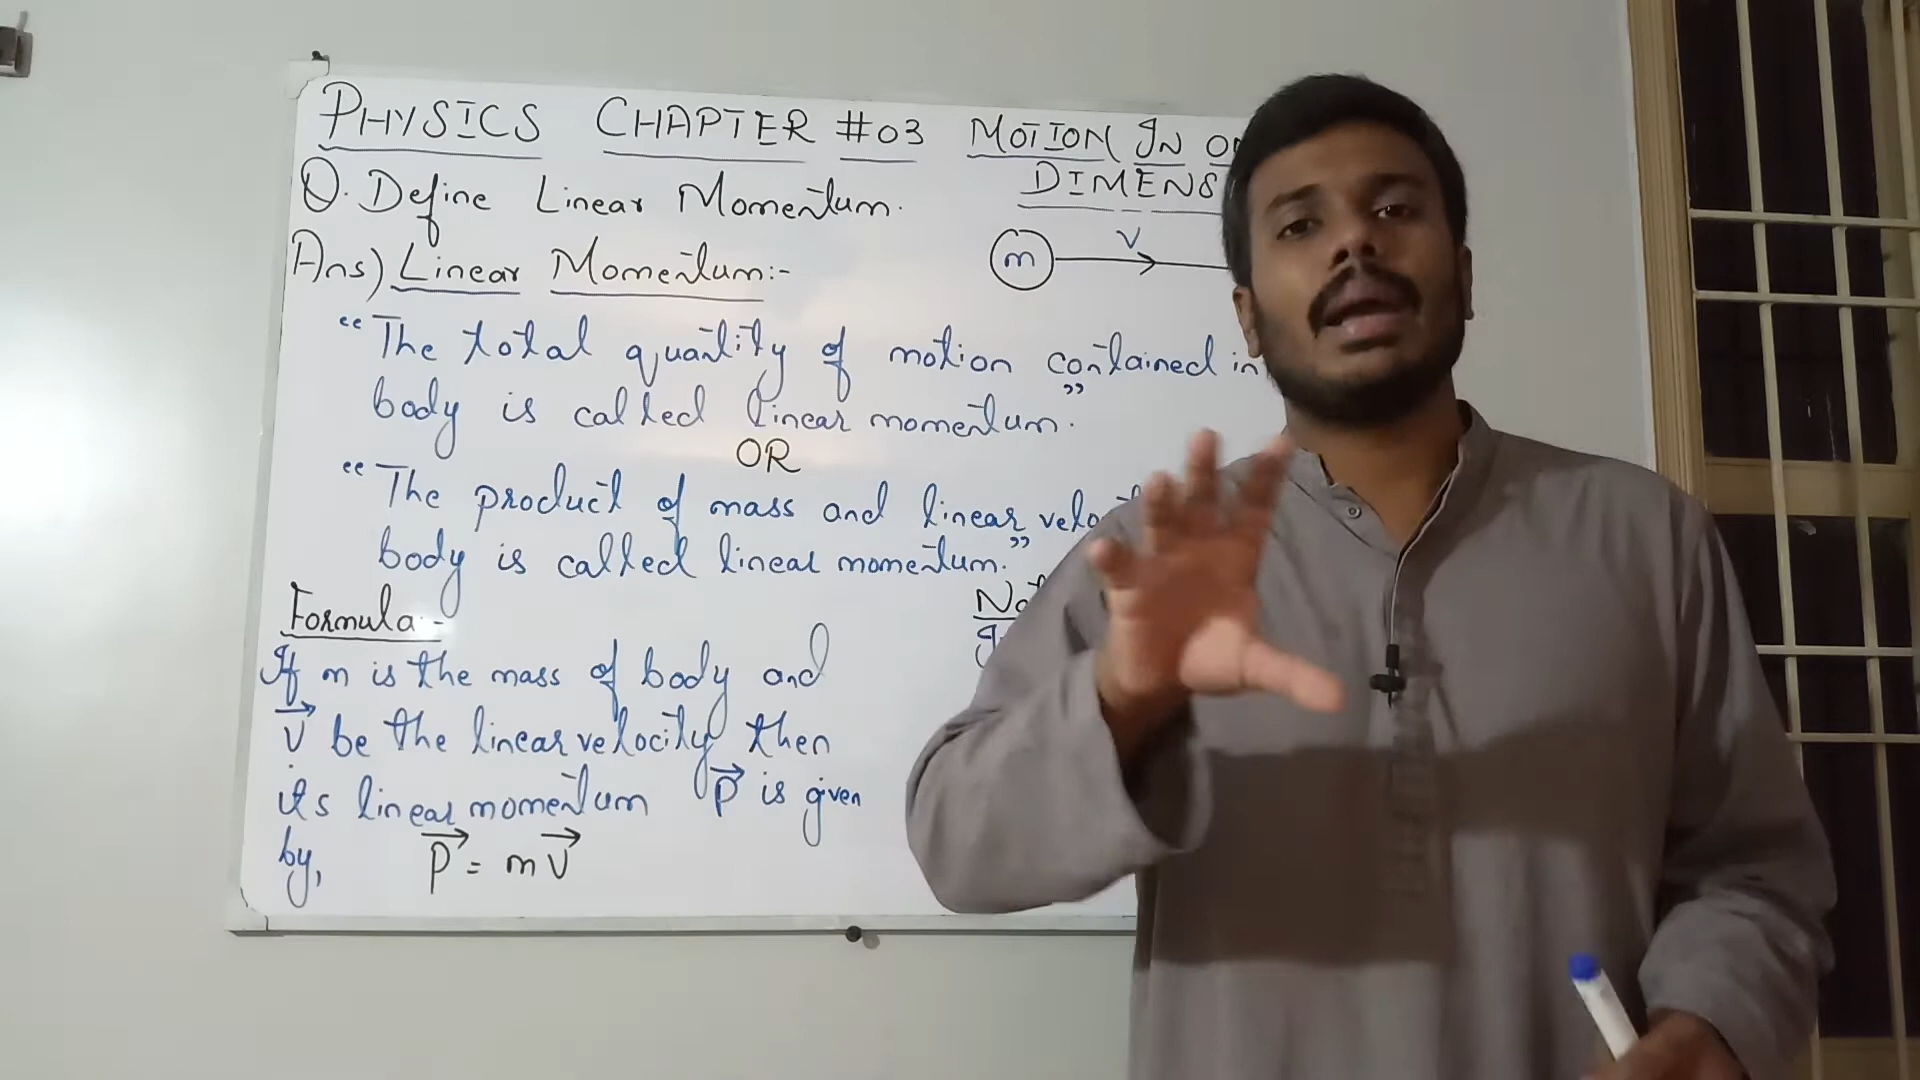 PHYSICS CHAPTER #03 MOTION IN
DIMENS
Q. Define Linear Momentum.
Ans) Linear Momentum:-
m
V
"The total quantity of motion contained in
body is called linear momentum."
OR
"The product of mass and linear
body is called linear momentum."
Formula:-
If m is the mass of body and
V⃗ be the linear velocity then
its linear momentum P⃗ is given
by, P⃗ = mV⃗